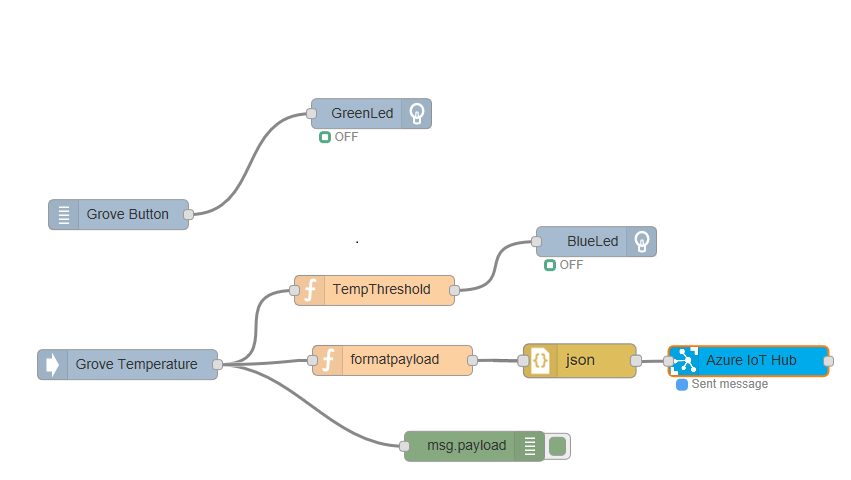 GreenLed
OFF
Grove Button
BlueLed
OFF
TempThreshold
Grove Temperature
formatpayload
json
Azure IoT Hub
Sent message
msg.payload